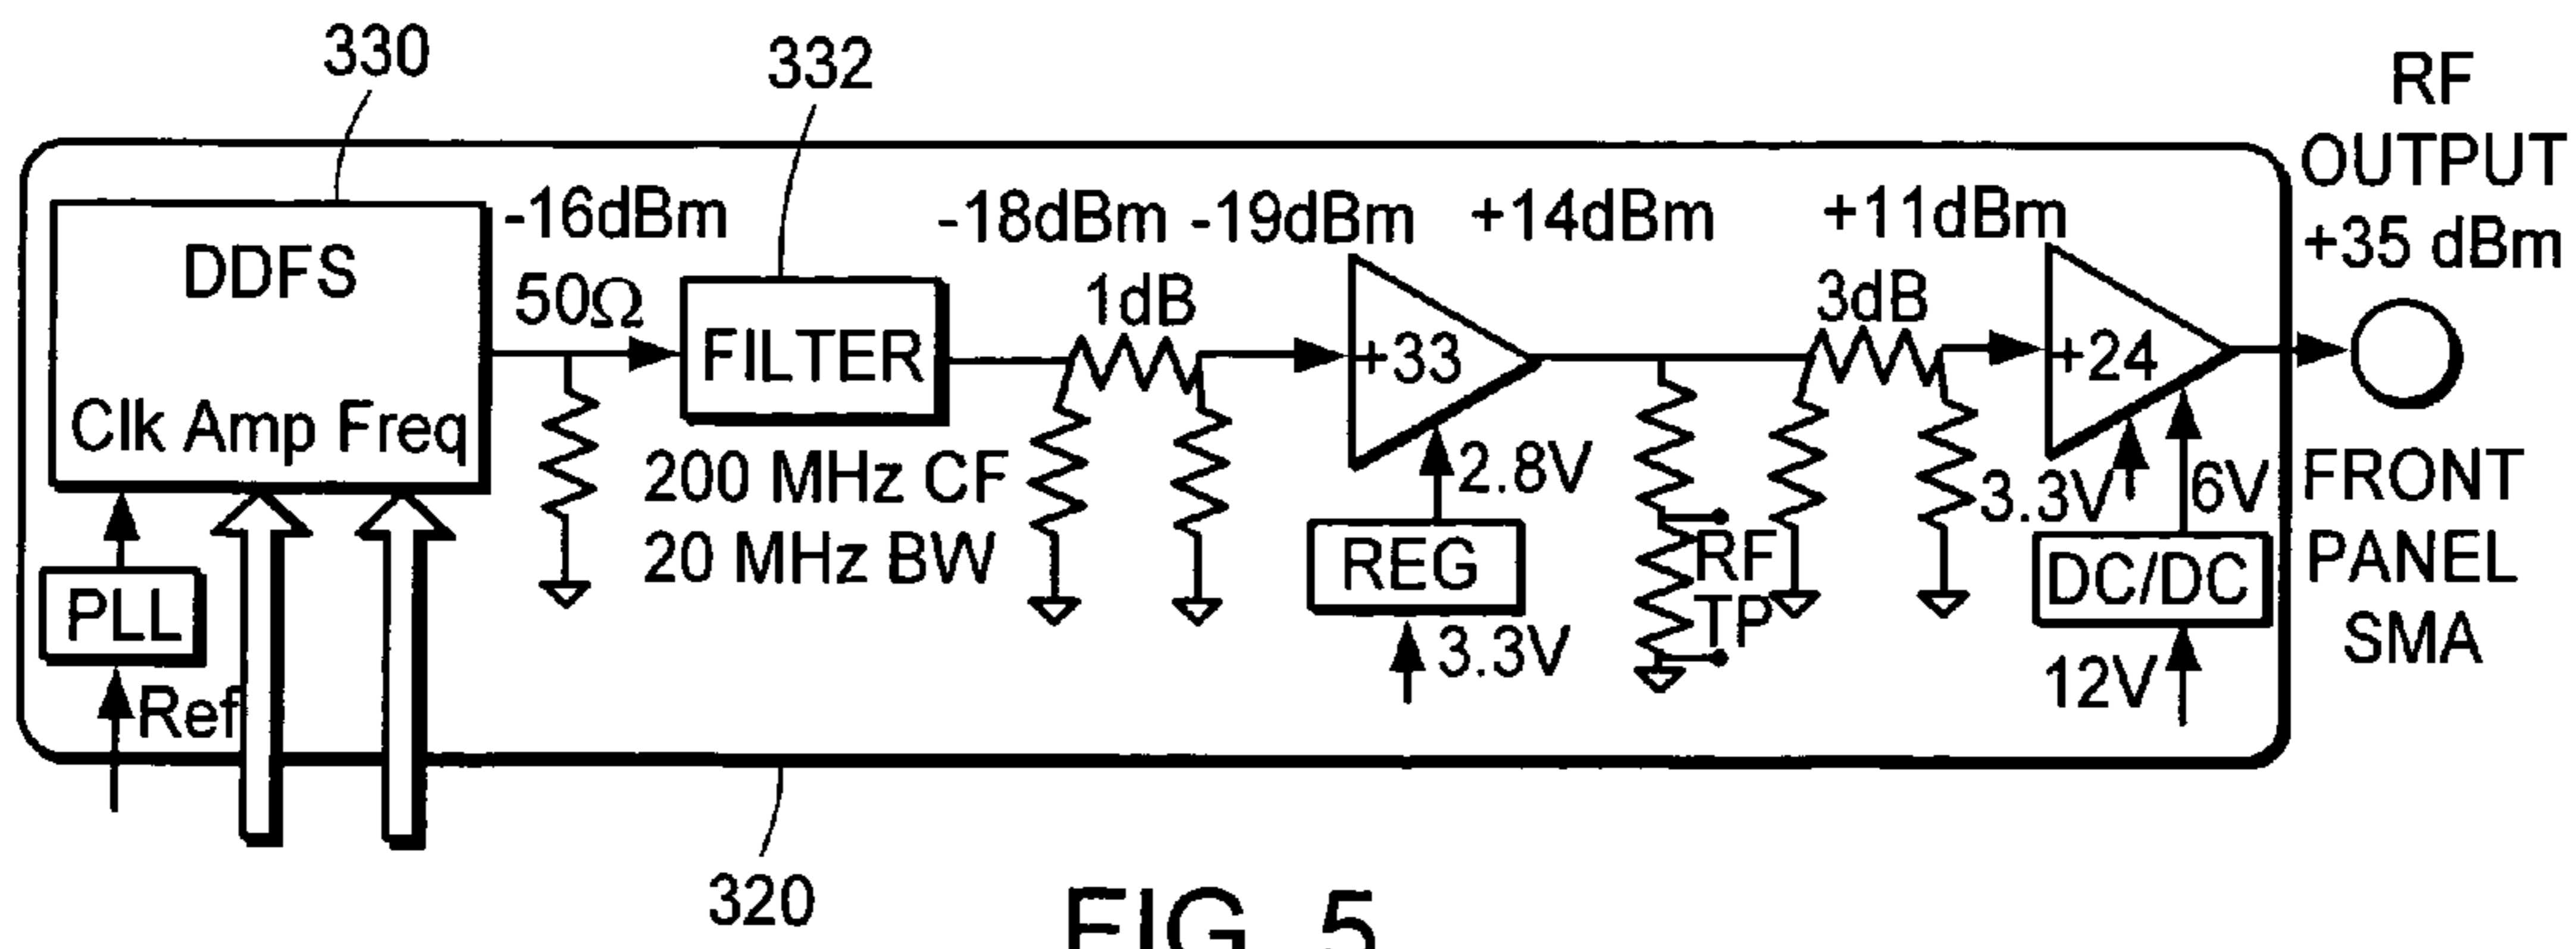 330
332
RF
OUTPUT
+35 dBm
-16dBm
-18dBm
-19dBm
+14dBm
+11dBm
DDFS
50Ω
1dB
3dB
FILTER
+33
+24
Clk Amp Freq
200 MHz CF
20 MHz BW
2.8V
3.3V
6V
FRONT
PANEL
SMA
PLL
REG
RF
TP
DC/DC
Ref
3.3V
12V
320
FIG. 5